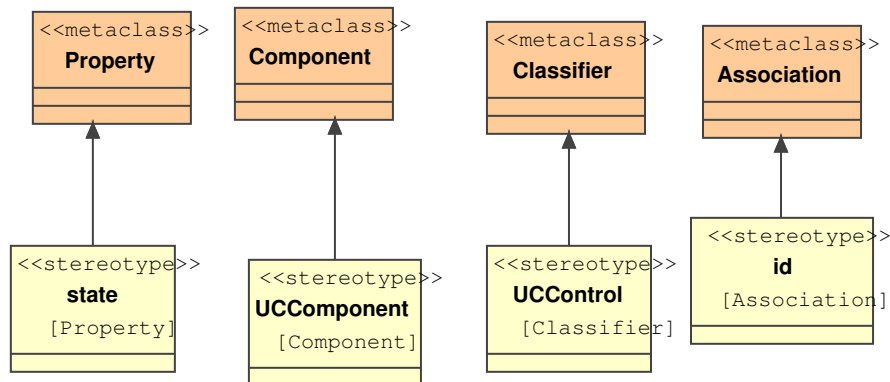 <<metaclass>>
Property
<<metaclass>>
Component
<<metaclass>>
Classifier
<<metaclass>>
Association
<<stereotype>>
state
[Property]
<<stereotype>>
UCComponent
[Component]
<<stereotype>>
UCControl
[Classifier]
<<stereotype>>
id
[Association]